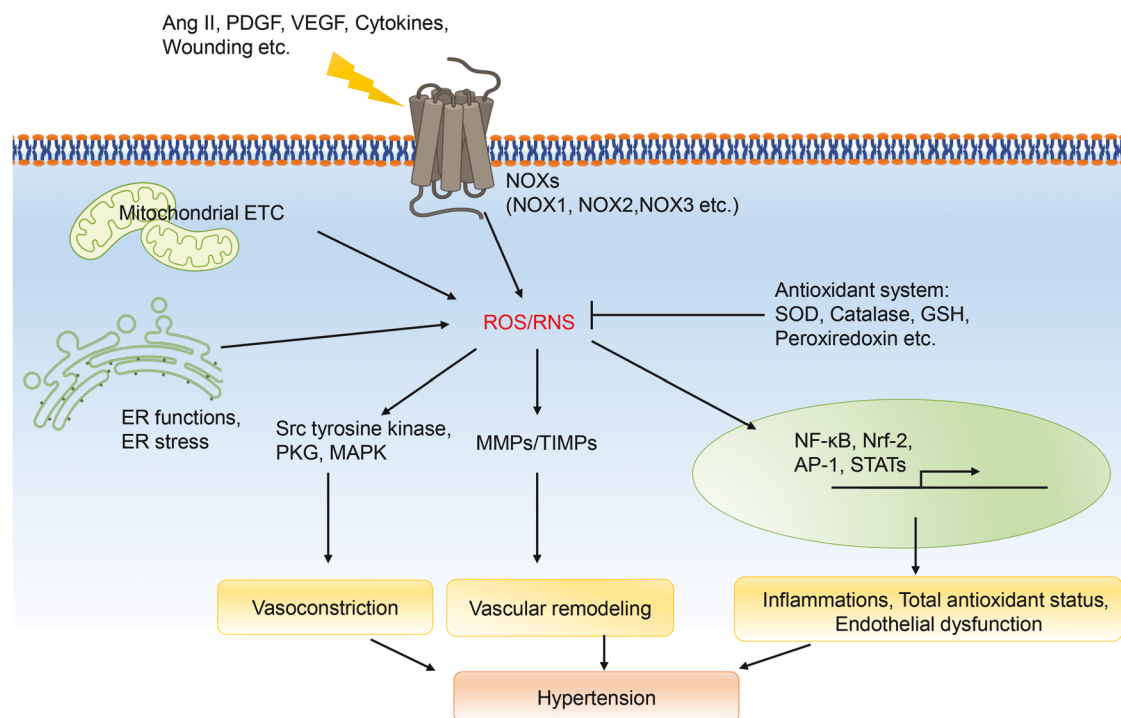 Ang II, PDGF, VEGF, Cytokines,
Wounding etc.
NOXs
(NOX1, NOX2,NOX3 etc.)
Mitochondrial ETC
ROS/RNS
Antioxidant system:
SOD, Catalase, GSH,
Peroxiredoxin etc.
ER functions,
ER stress
Src tyrosine kinase,
PKG, MAPK
MMPs/TIMPs
NF-κB, Nrf-2,
AP-1, STATs
Vasoconstriction
Vascular remodeling
Inflammations, Total antioxidant status,
Endothelial dysfunction
Hypertension